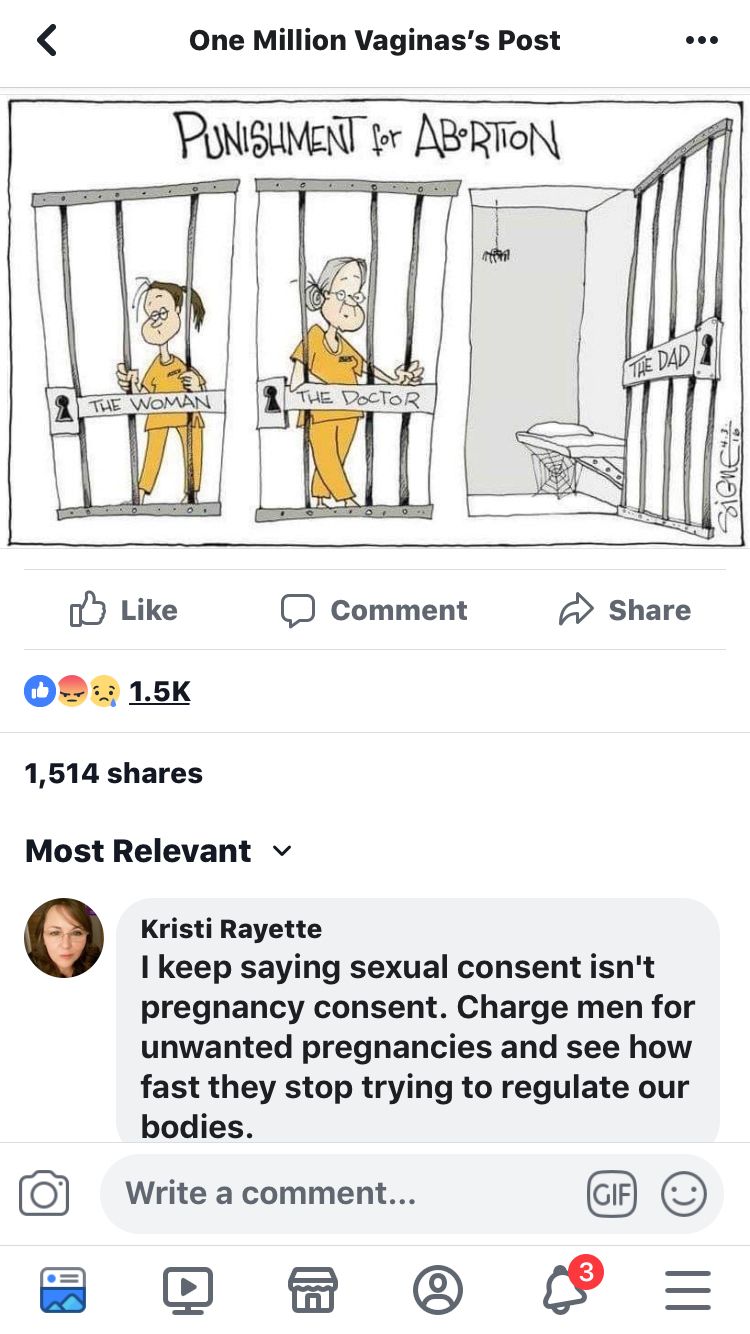 One Million Vaginas's Post
PUNISHMENT for ABORTION
THE WOMAN
THE DOCTOR
THE DAD
SIGNE 4.3.16
Like
Comment
Share
1.5K
1,514 shares
Most Relevant
Kristi Rayette
I keep saying sexual consent isn't
pregnancy consent. Charge men for
unwanted pregnancies and see how
fast they stop trying to regulate our
bodies.
Write a comment...
GIF
3